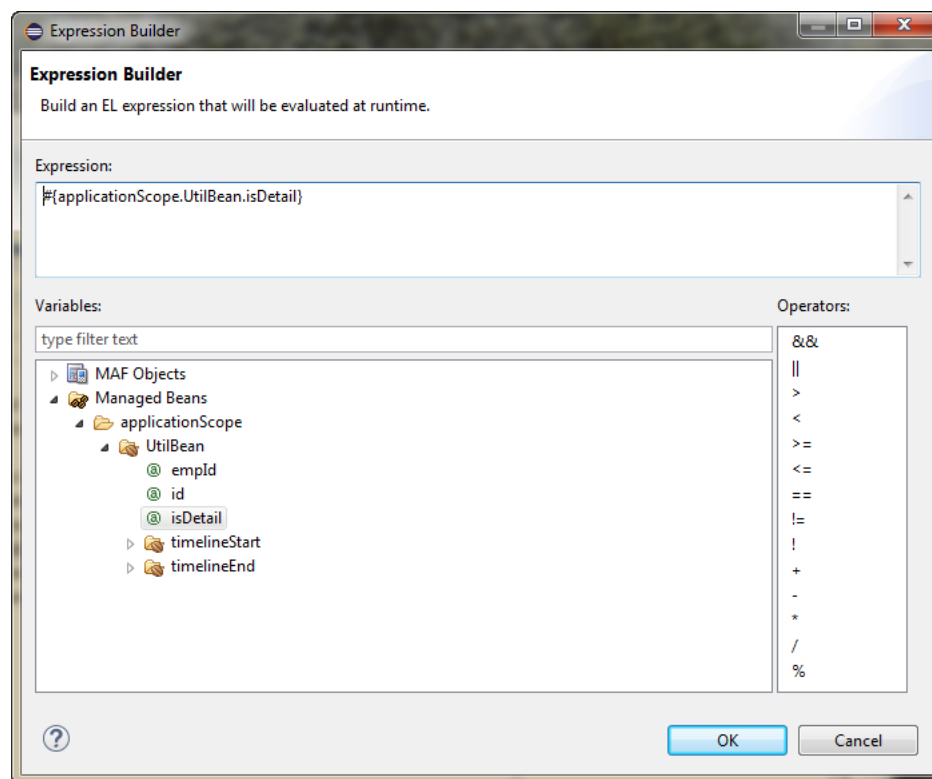 Expression Builder
Expression Builder
Build an EL expression that will be evaluated at runtime.
Expression:
#{applicationScope.UtilBean.isDetail}
Variables:
type filter text
MAF Objects
Managed Beans
applicationScope
UtilBean
empId
id
isDetail
timelineStart
timelineEnd
Operators:
&&
||
>
<
>=
<=
==
!=
!
+
-
*
/
%
?
OK Cancel